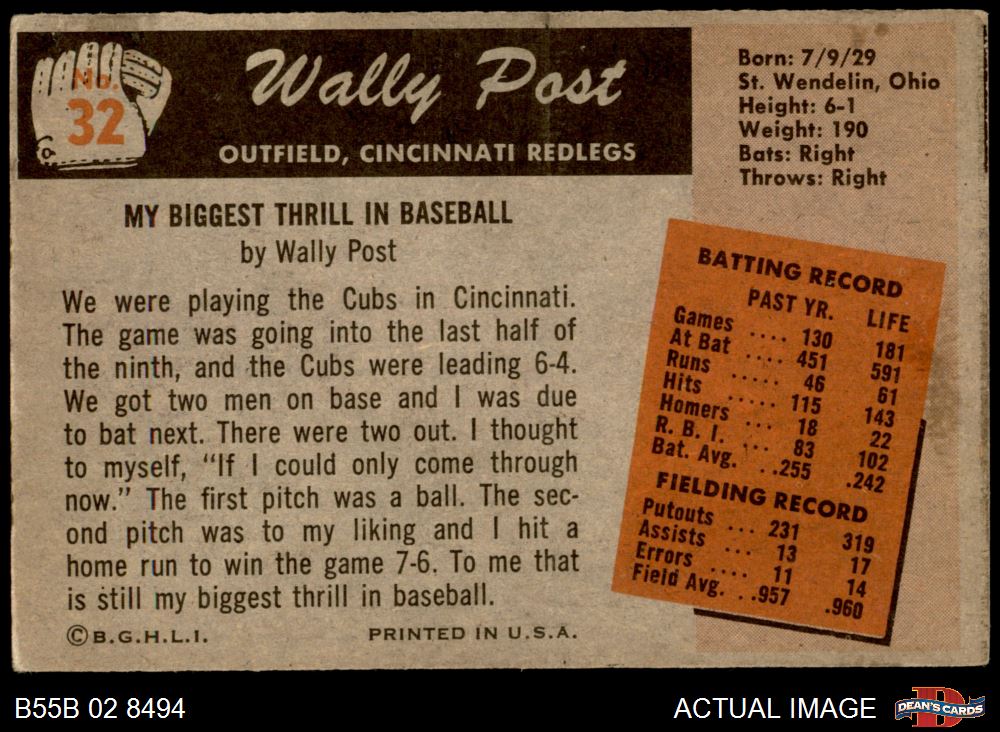 No.
32
Wally Post
OUTFIELD, CINCINNATI REDLEGS
Born: 7/9/29
St. Wendelin, Ohio
Height: 6-1
Weight: 190
Bats: Right
Throws: Right
MY BIGGEST THRILL IN BASEBALL
by Wally Post
We were playing the Cubs in Cincinnati.
The game was going into the last half of
the ninth, and the Cubs were leading 6-4.
We got two men on base and I was due
to bat next. There were two out. I thought
to myself, “If I could only come through
now.” The first pitch was a ball. The sec-
ond pitch was to my liking and I hit a
home run to win the game 7-6. To me that
is still my biggest thrill in baseball.
©B.G.H.L.I. PRINTED IN U.S.A.
BATTING RECORD
PAST YR. LIFE
Games .... 130 181
At Bat .... 451 591
Runs ..... 46 61
Hits ..... 115 143
Homers .... 18 22
R. B. I. ... 83 102
Bat. Avg. ..255 .242
FIELDING RECORD
Putouts ... 231 319
Assists ... 13 17
Errors .... 11 14
Field Avg. ..957 .960
B55B 02 8494 ACTUAL IMAGE
DEAN'S CARDS